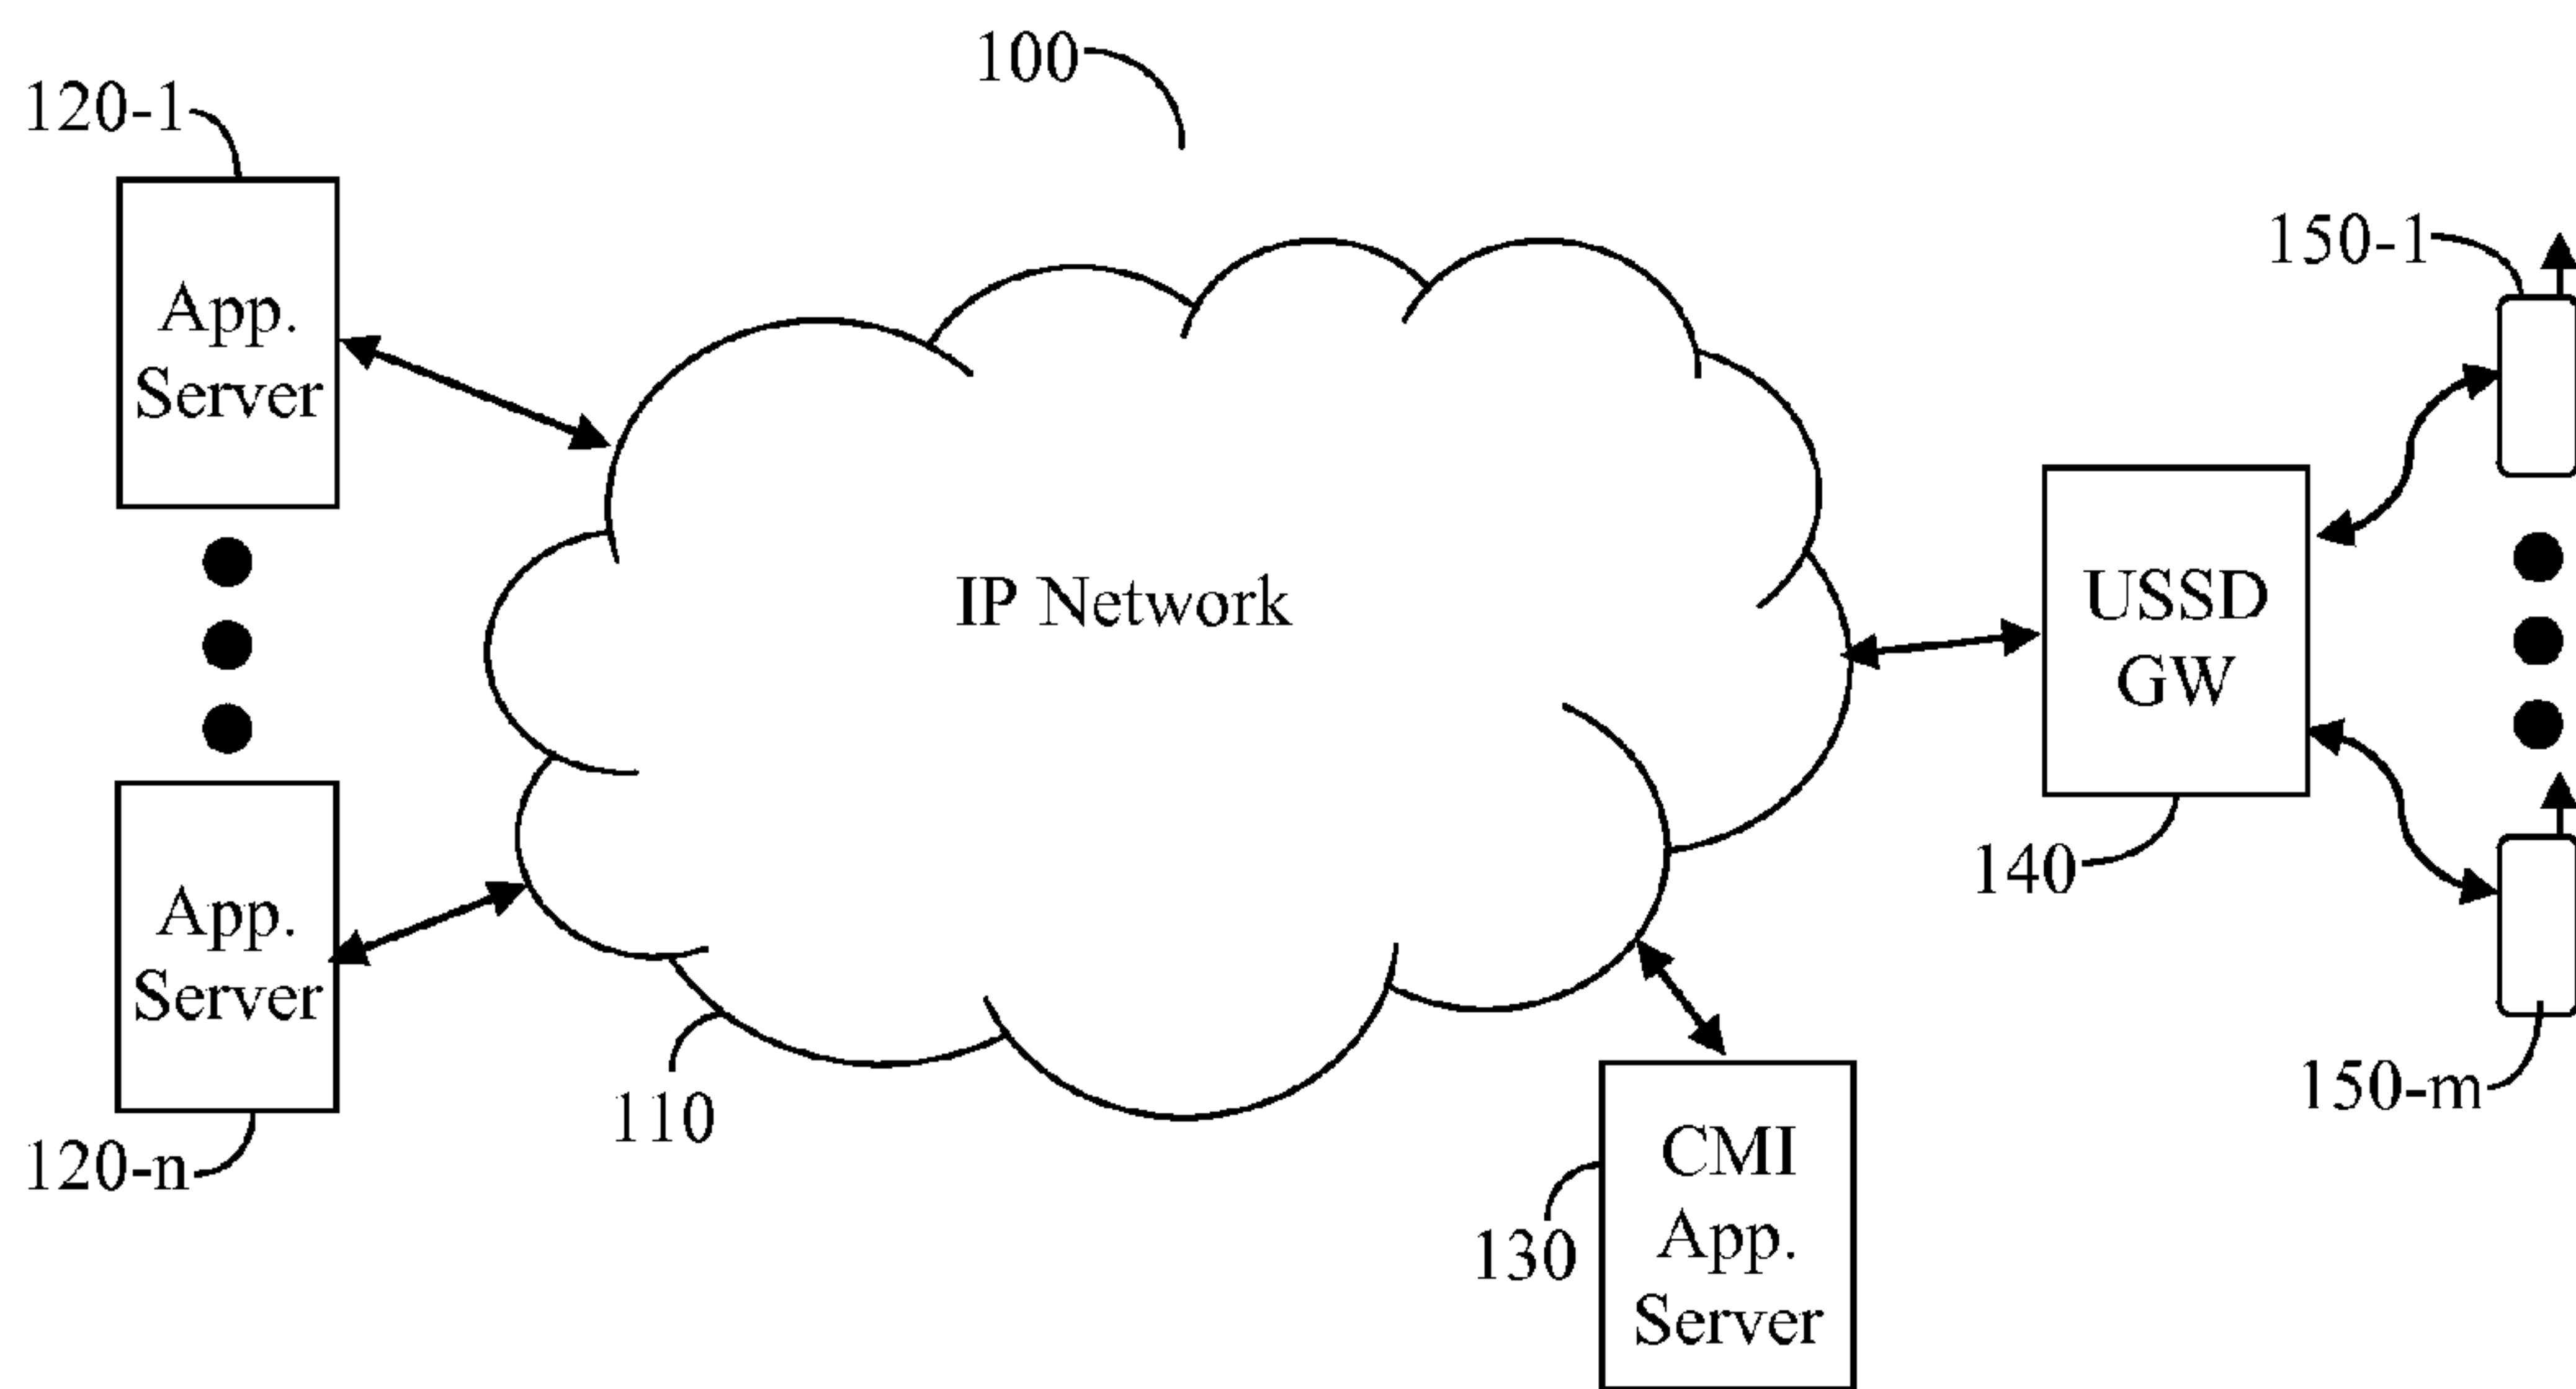 100
120-1
App.
Server
150-1
IP Network
USSD
GW
140
App.
Server
120-n
110
150-m
130
CMI
App.
Server